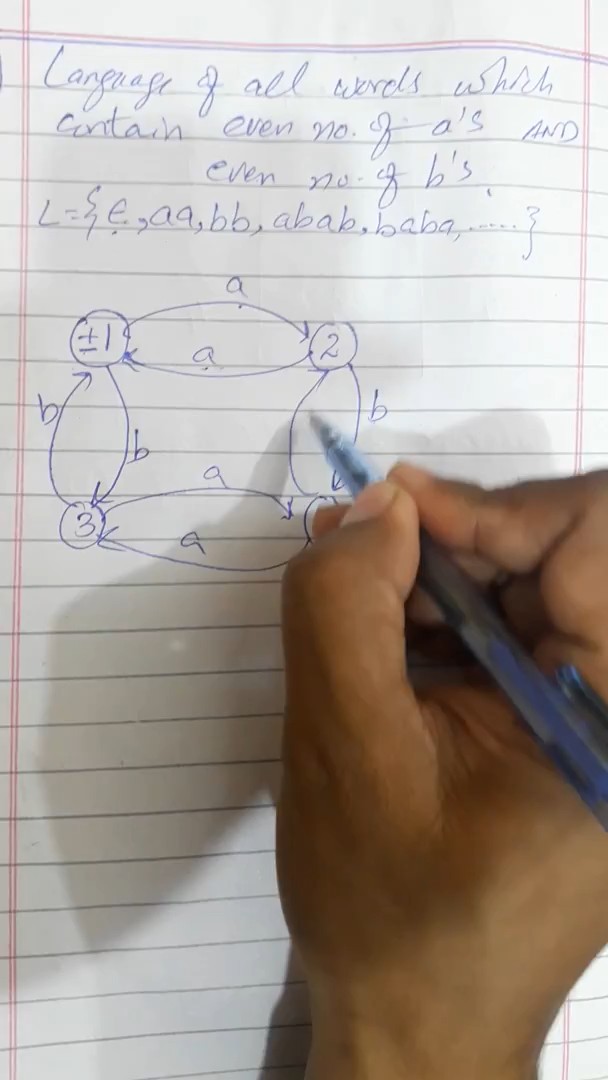 Language of all words which
contain even no. of a's AND
even no. of b's.
L={ϵ, aa, bb, abab, baba, .....}
a
±1 a 2
b b b
a
3 a